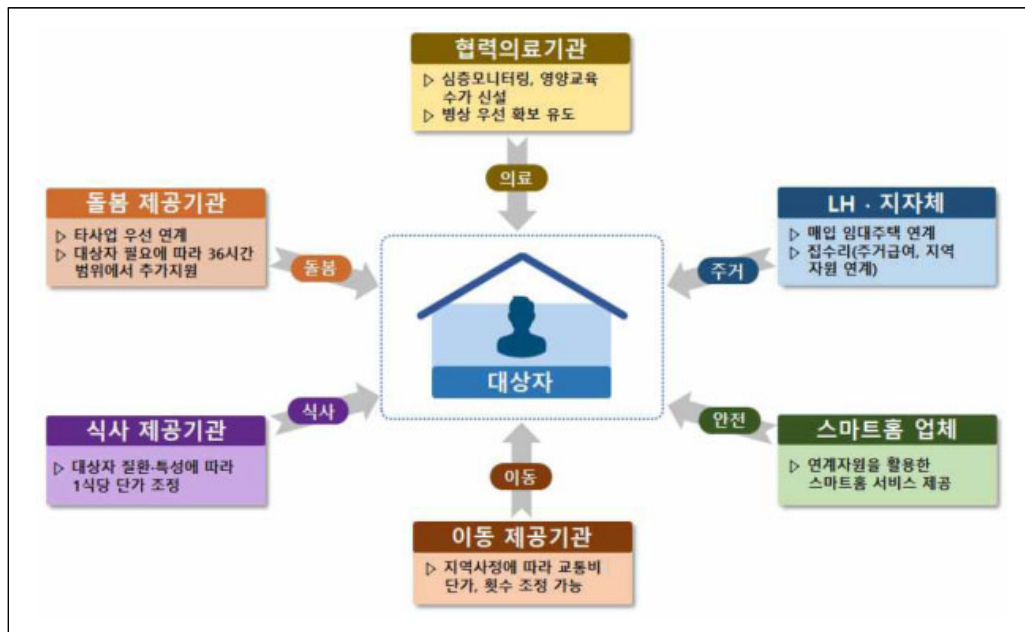 협력의료기관
▷ 심층모니터링, 영양교육
수가 신설
▷ 병상 우선 확보 유도
의료
돌봄 제공기관
▷ 타사업 우선 연계
▷ 대상자 필요에 따라 36시간
범위에서 추가지원
돌봄
LH · 지자체
▷ 매입 임대주택 연계
▷ 집수리(주거급여, 지역
자원 연계)
주거
대상자
식사 제공기관
▷ 대상자 질환·특성에 따라
1식당 단가 조정
식사
스마트홈 업체
▷ 연계자원을 활용한
스마트홈 서비스 제공
안전
이동
이동 제공기관
▷ 지역사정에 따라 교통비
단가, 횟수 조정 가능